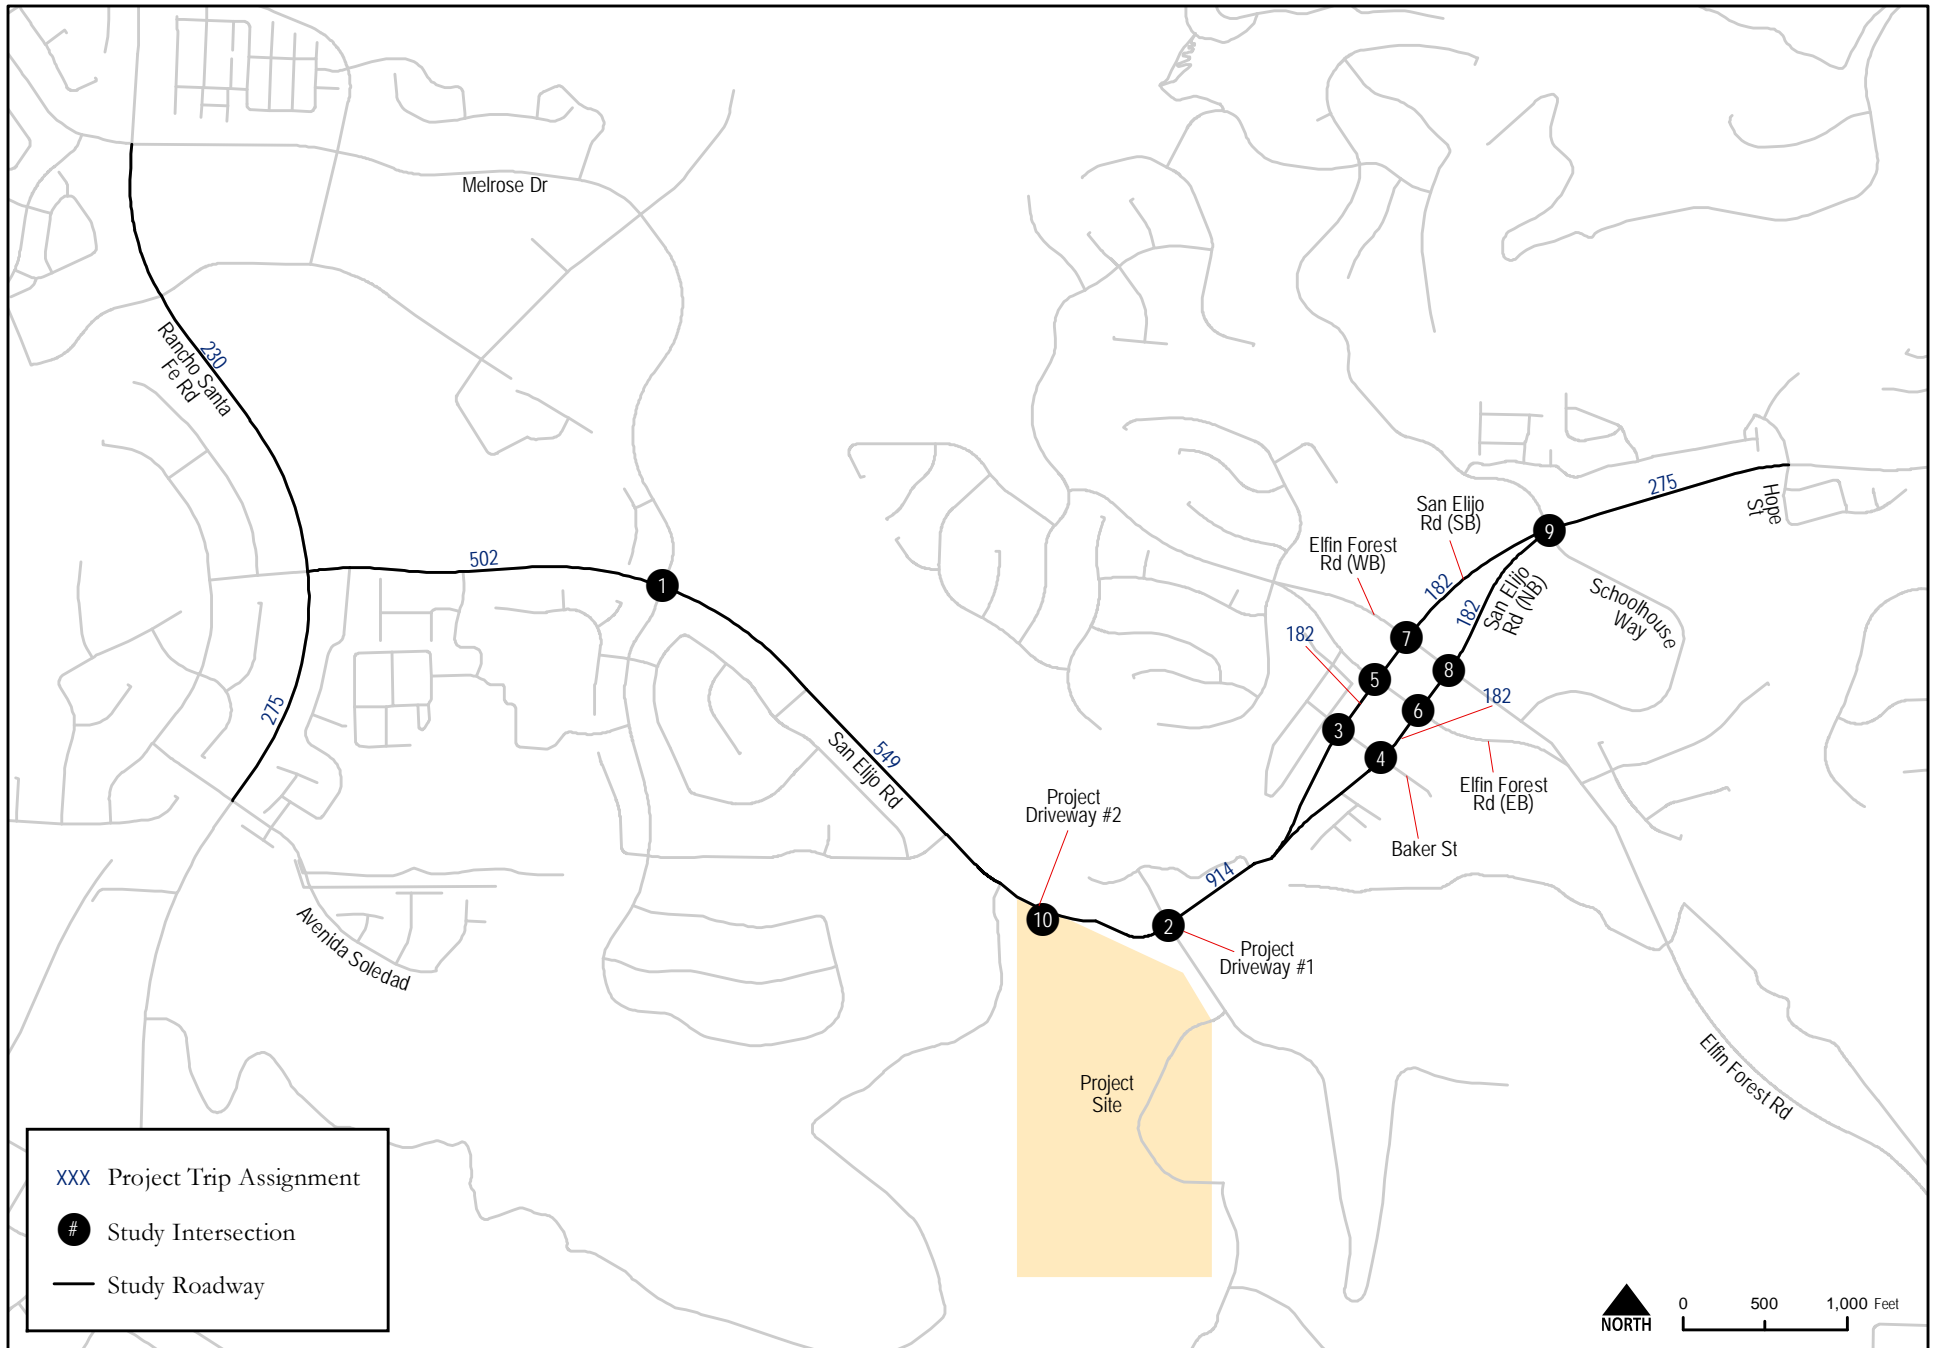 Melrose Dr
230
Rancho Santa
Fe Rd
275
Hope
St
San Elijo
Rd (SB)
9
Elfin Forest
Rd (WB)
502
1
182
182
San Elijo
Rd (NB)
Schoolhouse
Way
182
7
8
5
182
6
3
275
549
San Elijo Rd
4
Elfin Forest
Rd (EB)
Project
Driveway #2
Baker St
914
10
2
Project
Driveway #1
Avenida Soledad
Project
Site
Elfin Forest Rd
XXX Project Trip Assignment
# Study Intersection
Study Roadway
NORTH
0 500 1,000 Feet